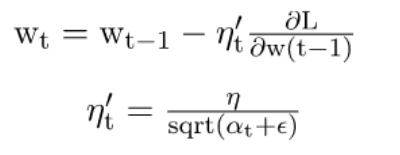 w_t = w_{t−1} − η′_t ∂L/∂w(t−1)
η′_t = η/sqrt(α_t+ϵ)